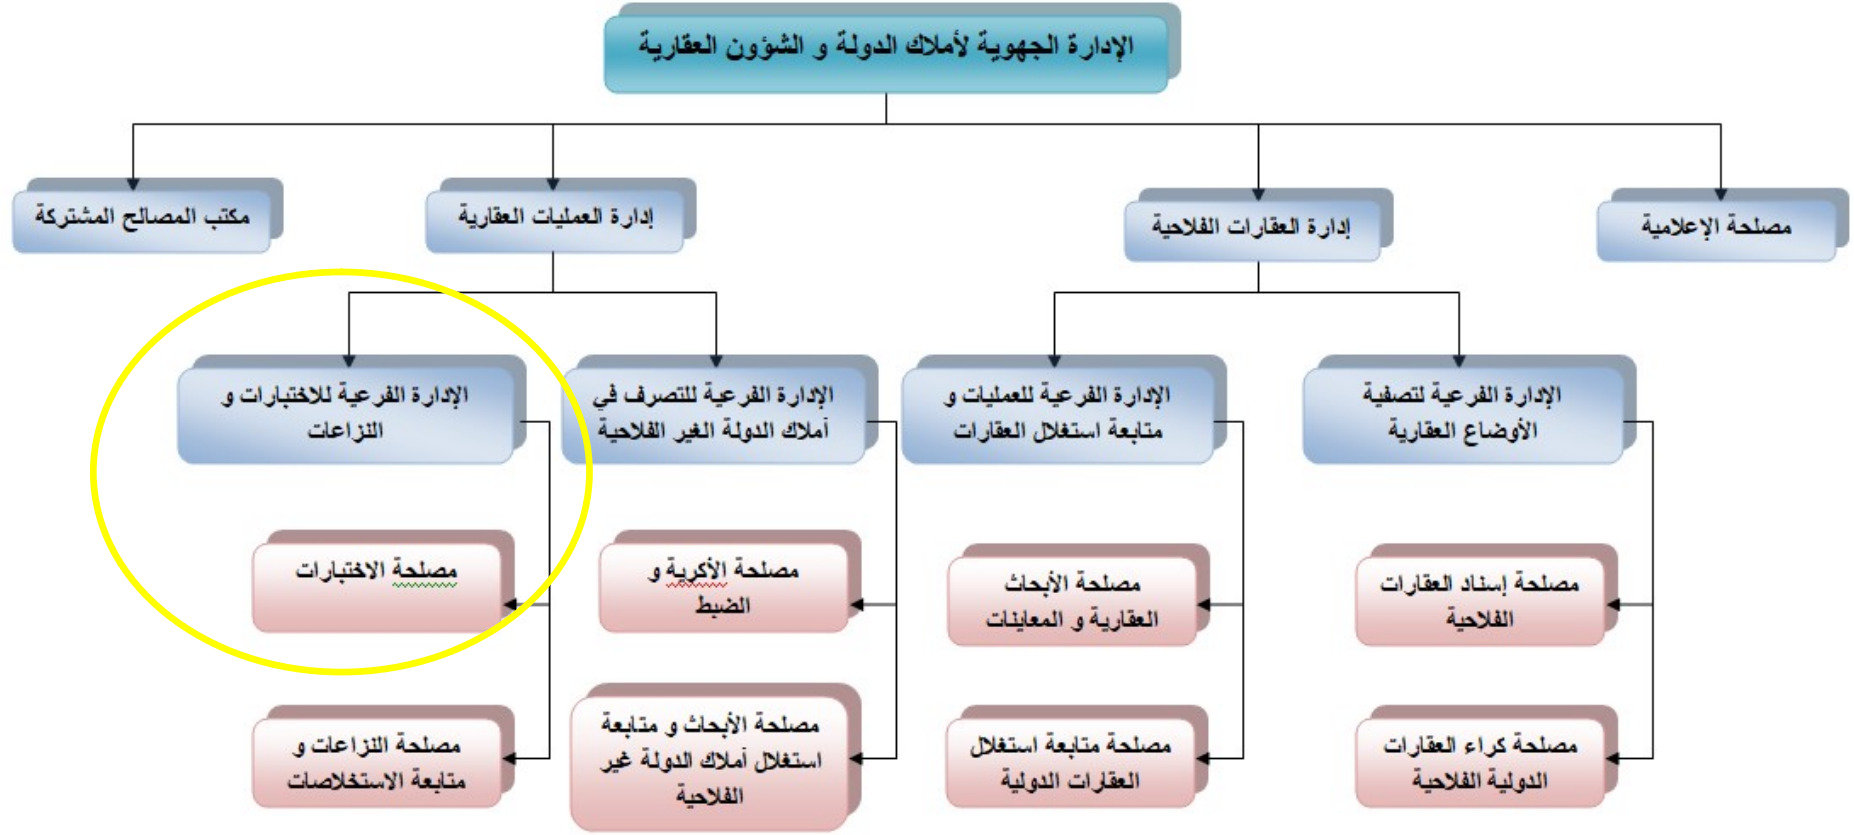 الإدارة الجهوية لأملاك الدولة و الشؤون العقارية
مصلحة الإعلامية
إدارة العقارات الفلاحية
إدارة العمليات العقارية
مكتب المصالح المشتركة
الإدارة الفرعية لتصفية
الأوضاع العقارية
الإدارة الفرعية للعمليات و
متابعة استغلال العقارات
الإدارة الفرعية للتصرف في
أملاك الدولة الغير الفلاحية
الإدارة الفرعية للاختبارات و
النزاعات
مصلحة إسناد العقارات
الفلاحية
مصلحة الأبحاث
العقارية و المعاينات
مصلحة الأكرية و
الضبط
مصلحة الاختبارات
مصلحة كراء العقارات
الدولية الفلاحية
مصلحة متابعة استغلال
العقارات الدولية
مصلحة الأبحاث و متابعة
استغلال أملاك الدولة غير
الفلاحية
مصلحة النزاعات و
متابعة الاستخلاصات